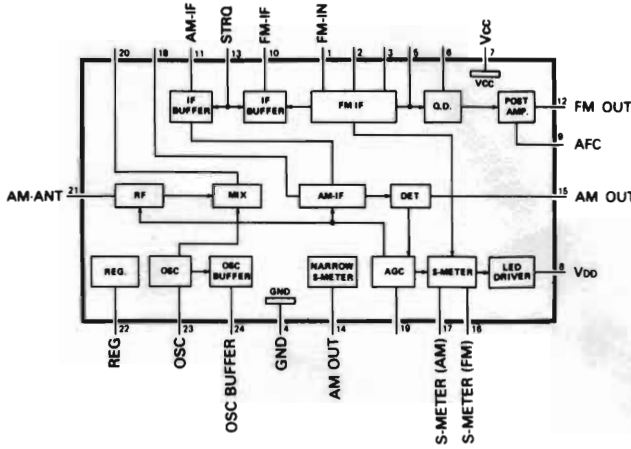 AM-IF
STRQ
FM-IF
FM-IN
VCC
20
18
11
13
10
1
2
3
5
6
7
VCC
IF BUFFER
IF BUFFER
FM IF
Q.D.
POST AMP.
12
FM OUT
9
AFC
AM-ANT
21
RF
MIX
AM-IF
DET
15
AM OUT
REG.
OSC
OSC BUFFER
GND
NARROW S-METER
AGC
S-METER
LED DRIVER
8
VDD
22
23
24
4
14
19
17
16
REG
OSC
OSC BUFFER
GND
AM OUT
S-METER (AM)
S-METER (FM)